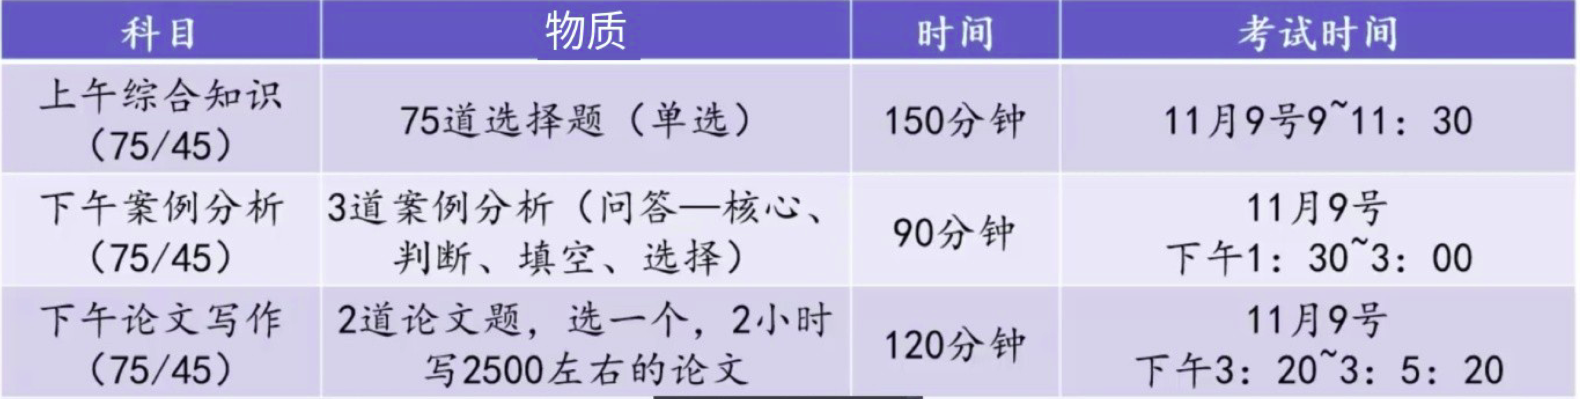 科目 物质 时间 考试时间
上午综合知识
（75/45）
75道选择题（单选）
150分钟
11月9号9~11：30
下午案例分析
（75/45）
3道案例分析（问答—核心、
判断、填空、选择）
90分钟
11月9号
下午1：30~3：00
下午论文写作
（75/45）
2道论文题，选一个，2小时
写2500左右的论文
120分钟
11月9号
下午3：20~3：5：20